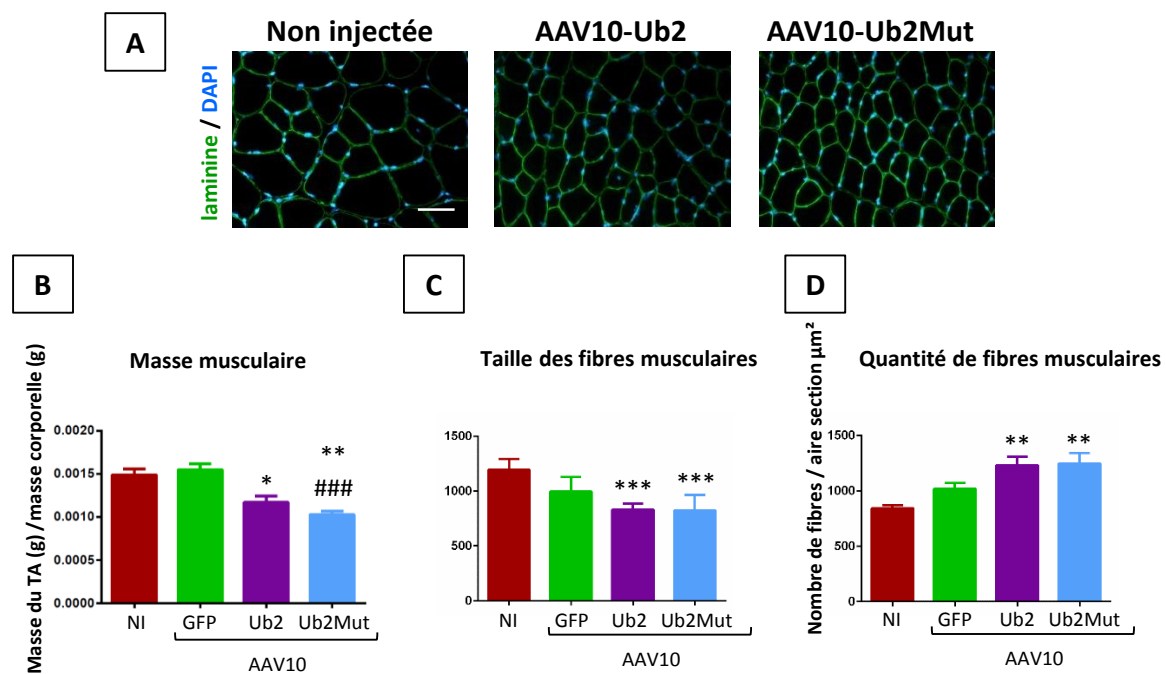 A
Non injectée
AAV10-Ub2
AAV10-Ub2Mut
laminine / DAPI
B
Masse musculaire
Masse du TA (g) /masse corporelle (g)
0.0020
0.0015
0.0010
0.0005
0.0000
*
**
###
NI
GFP
Ub2
Ub2Mut
AAV10
C
Taille des fibres musculaires
1500
1000
500
0
***
***
NI
GFP
Ub2
Ub2Mut
AAV10
D
Quantité de fibres musculaires
Nombre de fibres / aire section µm²
1500
1000
500
0
**
**
NI
GFP
Ub2
Ub2Mut
AAV10